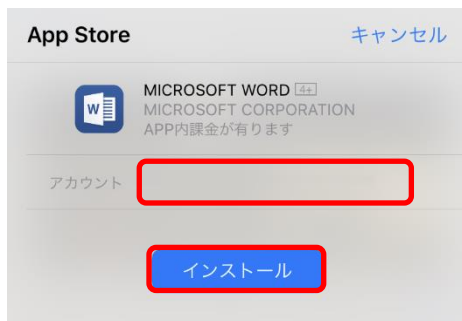 App Store キャンセル
W
MICROSOFT WORD 4+
MICROSOFT CORPORATION
APP内課金が有ります
アカウント
インストール